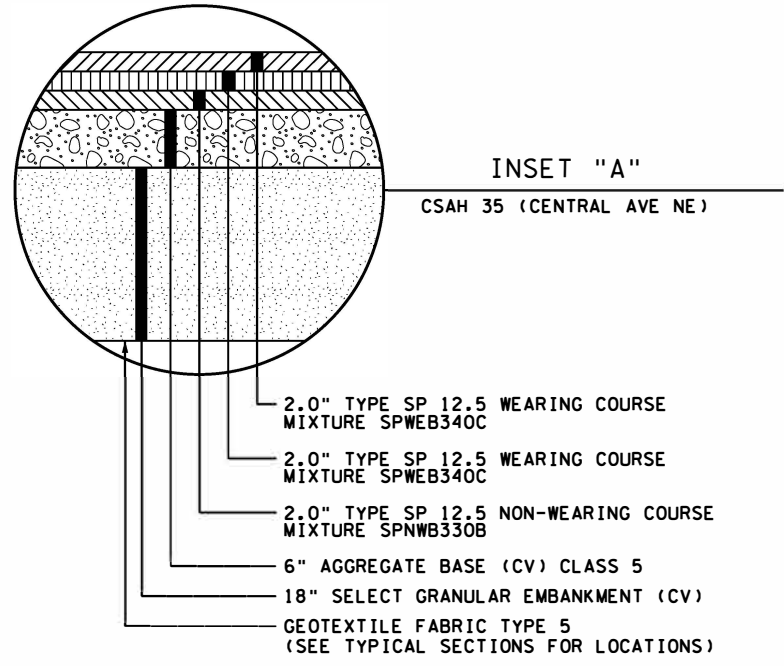 INSET "A"
CSAH 35 (CENTRAL AVE NE)
2.0" TYPE SP 12.5 WEARING COURSE
MIXTURE SPWEB340C
2.0" TYPE SP 12.5 WEARING COURSE
MIXTURE SPWEB340C
2.0" TYPE SP 12.5 NON-WEARING COURSE
MIXTURE SPNWB330B
6" AGGREGATE BASE (CV) CLASS 5
18" SELECT GRANULAR EMBANKMENT (CV)
GEOTEXTILE FABRIC TYPE 5
(SEE TYPICAL SECTIONS FOR LOCATIONS)